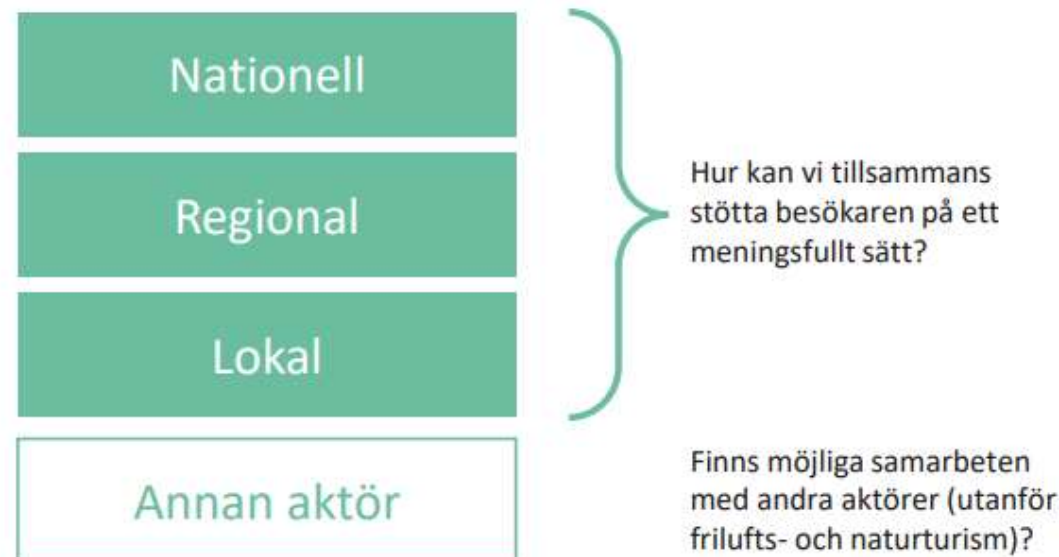 Nationell
Regional
Lokal
Annan aktör
Hur kan vi tillsammans
stötta besökaren på ett
meningsfullt sätt?
Finns möjliga samarbeten
med andra aktörer (utanför
frilufts- och naturturism)?